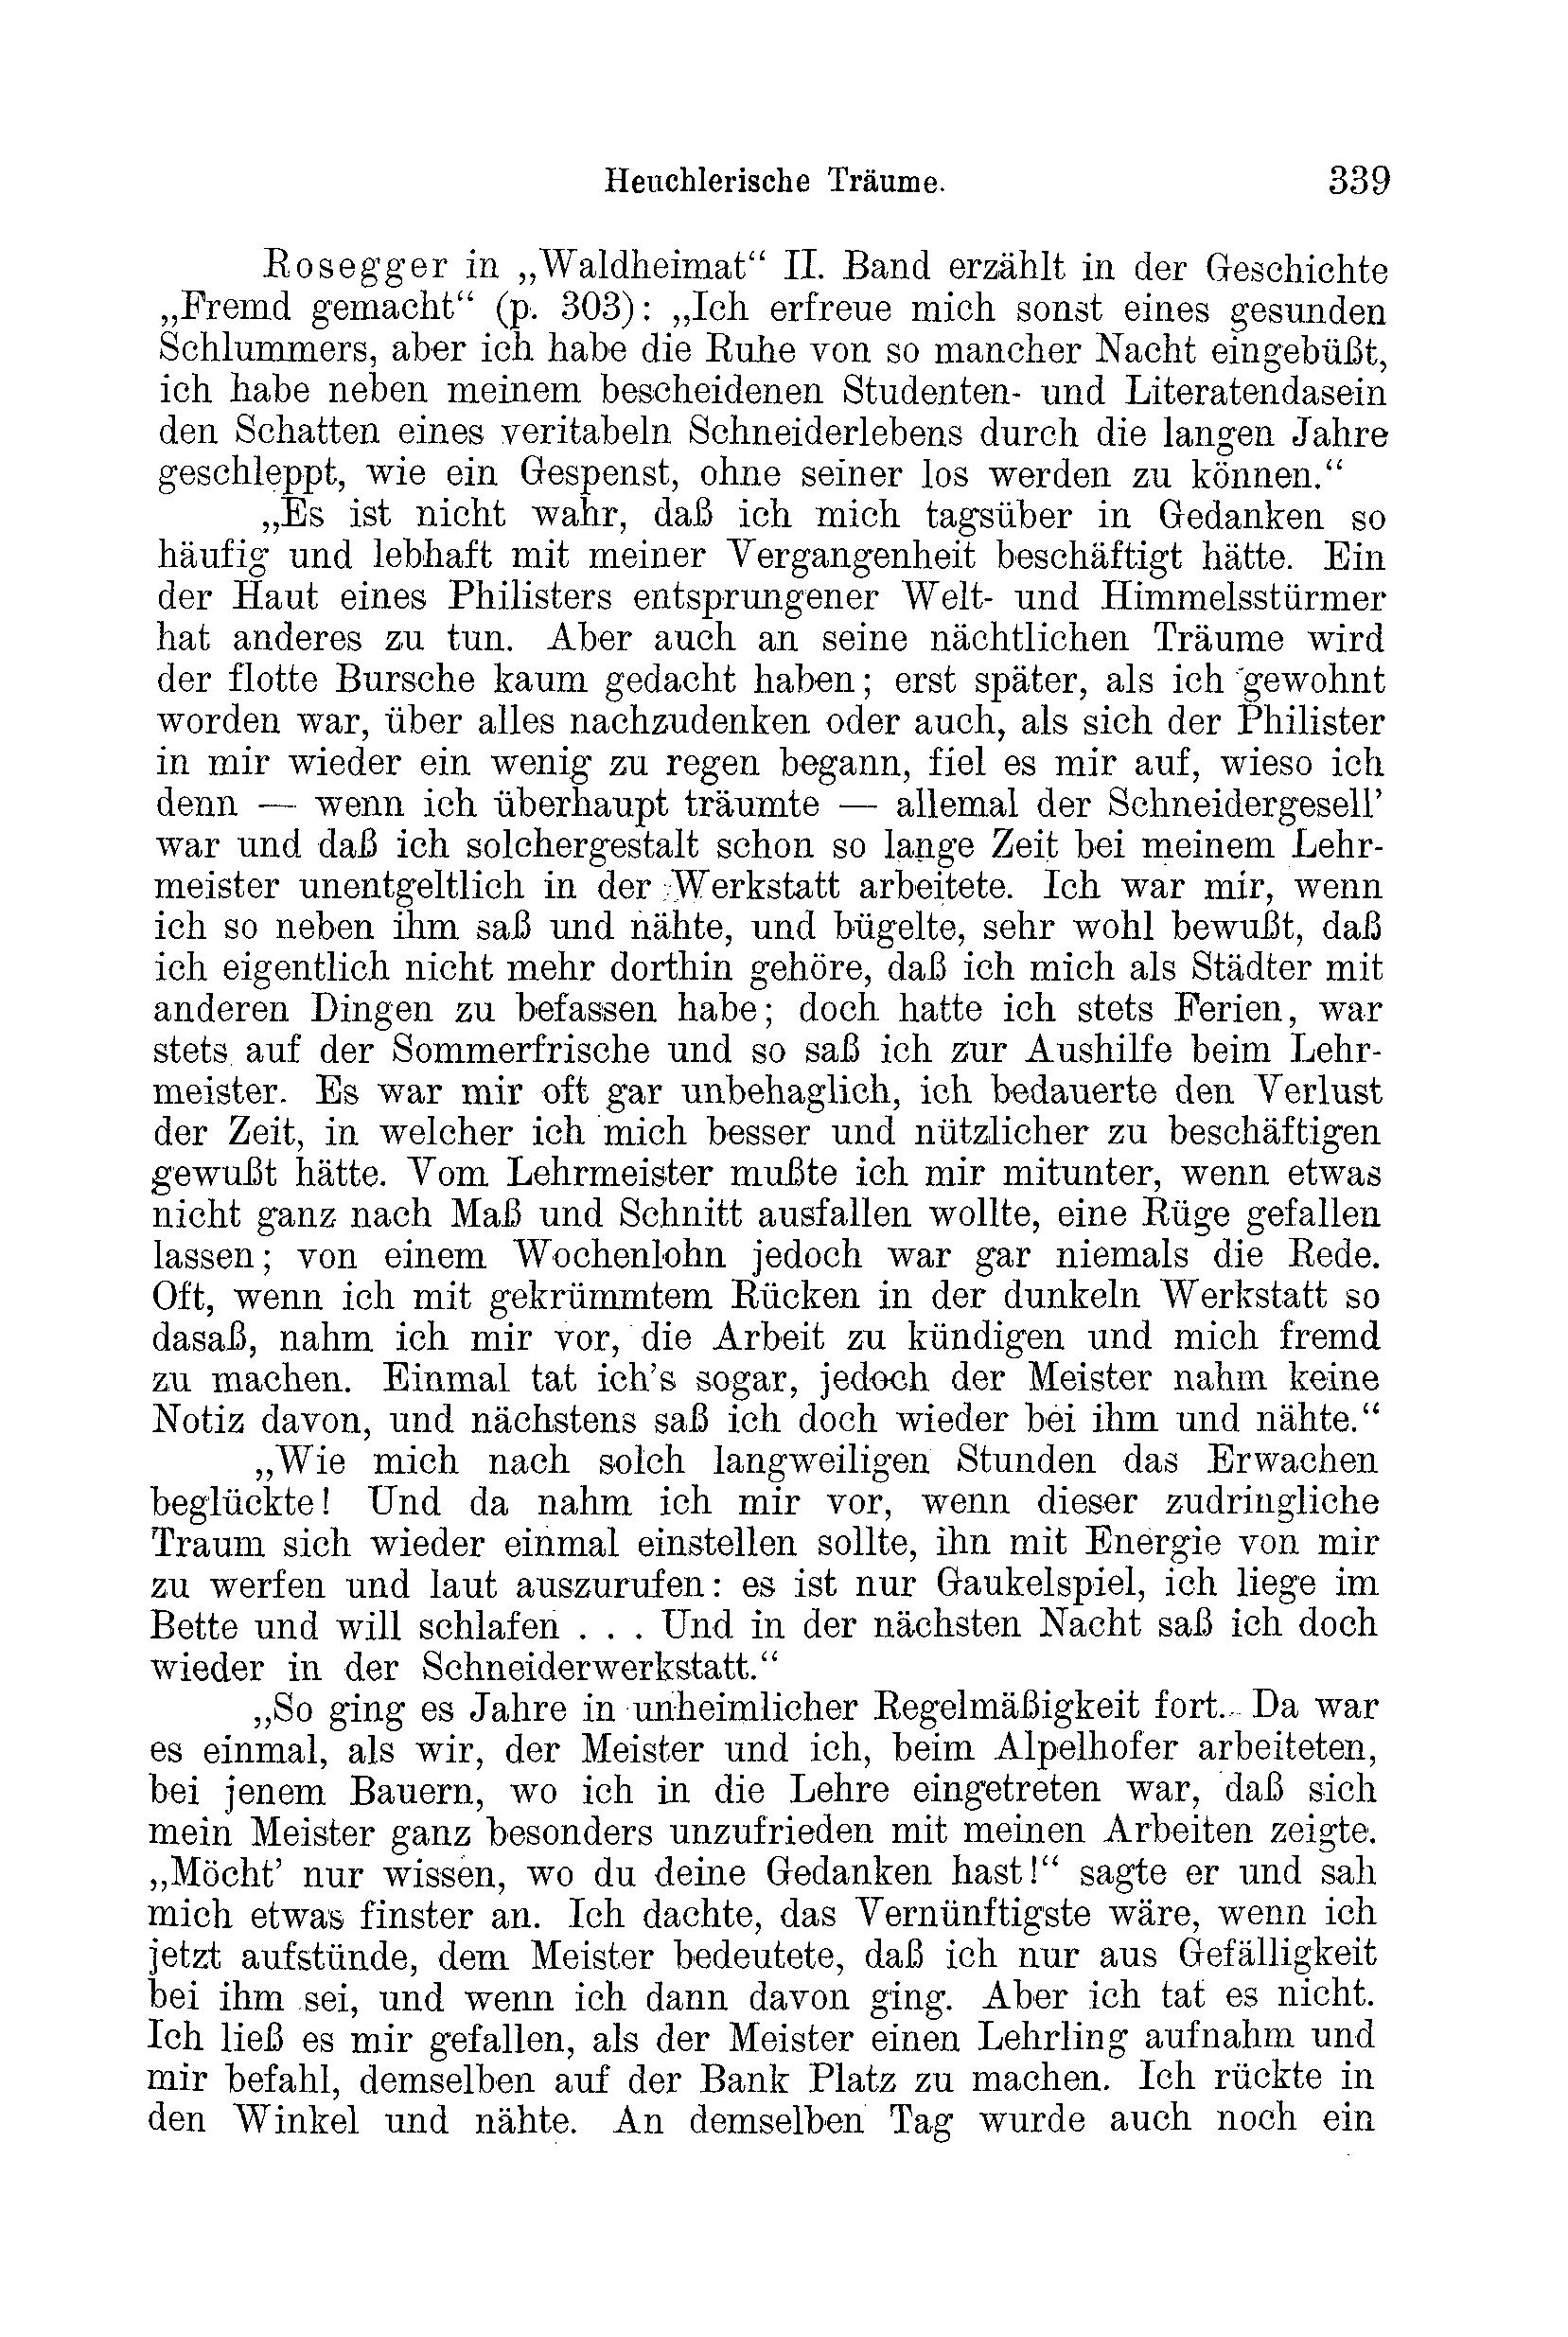 Heuchlerische Träume. 339
Rosegger in „Waldheimat“ II. Band erzählt in der Geschichte
„Fremd gemacht“ (p. 303): „Ich erfreue mich sonst eines gesunden
Schlummers, aber ich habe die Ruhe von so mancher Nacht eingebüßt,
ich habe neben meinem bescheidenen Studenten- und Literatendasein
den Schatten eines veritabeln Schneiderlebens durch die langen Jahre
geschleppt, wie ein Gespenst, ohne seiner los werden zu können.“
„Es ist nicht wahr, daß ich mich tagsüber in Gedanken so
häufig und lebhaft mit meiner Vergangenheit beschäftigt hätte. Ein
der Haut eines Philisters entsprungener Welt- und Himmelsstürmer
hat anderes zu tun. Aber auch an seine nächtlichen Träume wird
der flotte Bursche kaum gedacht haben; erst später, als ich gewohnt
worden war, über alles nachzudenken oder auch, als sich der Philister
in mir wieder ein wenig zu regen begann, fiel es mir auf, wieso ich
denn — wenn ich überhaupt träumte — allemal der Schneidergesell’
war und daß ich solchergestalt schon so lange Zeit bei meinem Lehr-
meister unentgeltlich in der Werkstatt arbeitete. Ich war mir, wenn
ich so neben ihm saß und nähte, und bügelte, sehr wohl bewußt, daß
ich eigentlich nicht mehr dorthin gehöre, daß ich mich als Städter mit
anderen Dingen zu befassen habe; doch hatte ich stets Ferien, war
stets auf der Sommerfrische und so saß ich zur Aushilfe beim Lehr-
meister. Es war mir oft gar unbehaglich, ich bedauerte den Verlust
der Zeit, in welcher ich mich besser und nützlicher zu beschäftigen
gewußt hätte. Vom Lehrmeister mußte ich mir mitunter, wenn etwas
nicht ganz nach Maß und Schnitt ausfallen wollte, eine Rüge gefallen
lassen; von einem Wochenlohn jedoch war gar niemals die Rede.
Oft, wenn ich mit gekrümmtem Rücken in der dunkeln Werkstatt so
dasaß, nahm ich mir vor, die Arbeit zu kündigen und mich fremd
zu machen. Einmal tat ich’s sogar, jedoch der Meister nahm keine
Notiz davon, und nächstens saß ich doch wieder bei ihm und nähte.“
„Wie mich nach solch langweiligen Stunden das Erwachen
beglückte! Und da nahm ich mir vor, wenn dieser zudringliche
Traum sich wieder einmal einstellen sollte, ihn mit Energie von mir
zu werfen und laut auszurufen: es ist nur Gaukelspiel, ich liege im
Bette und will schlafen . . . Und in der nächsten Nacht saß ich doch
wieder in der Schneiderwerkstatt.“
„So ging es Jahre in unheimlicher Regelmäßigkeit fort. Da war
es einmal, als wir, der Meister und ich, beim Alpelhofer arbeiteten,
bei jenem Bauern, wo ich in die Lehre eingetreten war, daß sich
mein Meister ganz besonders unzufrieden mit meinen Arbeiten zeigte.
„Möcht’ nur wissen, wo du deine Gedanken hast!“ sagte er und sah
mich etwas finster an. Ich dachte, das Vernünftigste wäre, wenn ich
jetzt aufstünde, dem Meister bedeutete, daß ich nur aus Gefälligkeit
bei ihm sei, und wenn ich dann davon ging. Aber ich tat es nicht.
Ich ließ es mir gefallen, als der Meister einen Lehrling aufnahm und
mir befahl, demselben auf der Bank Platz zu machen. Ich rückte in
den Winkel und nähte. An demselben Tag wurde auch noch ein